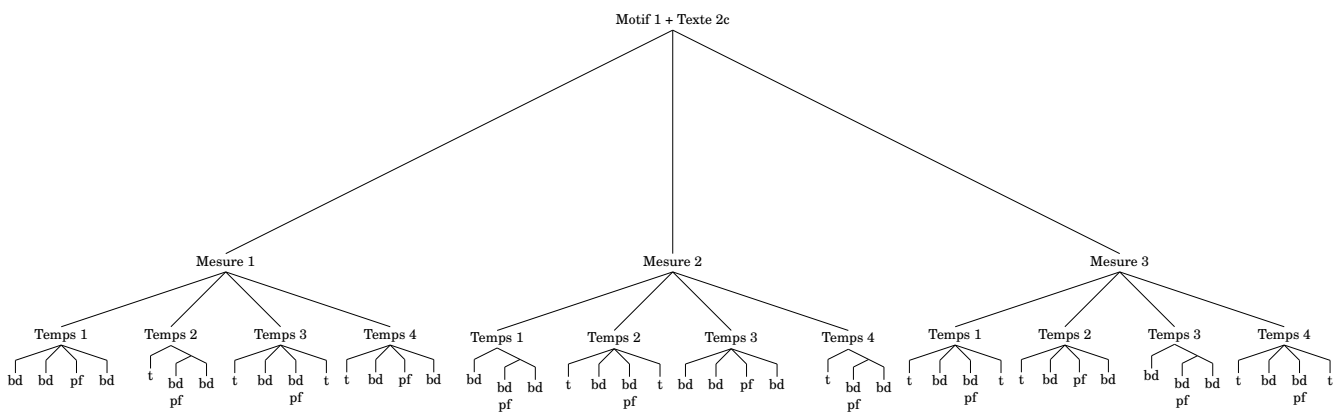 Motif 1 + Texte 2c
Mesure 1 Mesure 2 Mesure 3
Temps 1 Temps 2 Temps 3 Temps 4 Temps 1 Temps 2 Temps 3 Temps 4 Temps 1 Temps 2 Temps 3 Temps 4
bd bd pf bd t bd bd t bd bd t t bd pf bd bd bd bd t bd bd t bd bd pf bd t bd bd t bd bd t t bd pf bd bd bd bd t bd bd t
pf pf pf pf pf pf pf pf